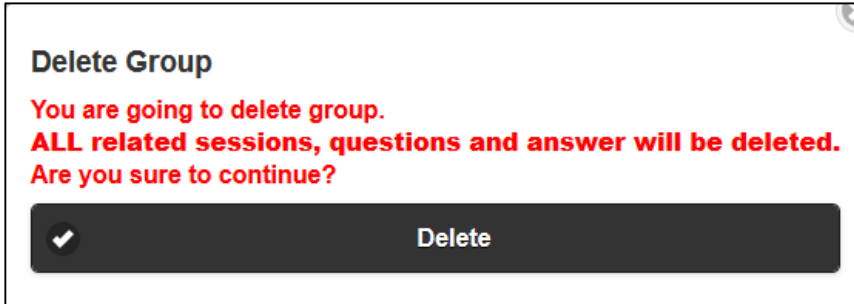 Delete Group
You are going to delete group.
ALL related sessions, questions and answer will be deleted.
Are you sure to continue?
Delete